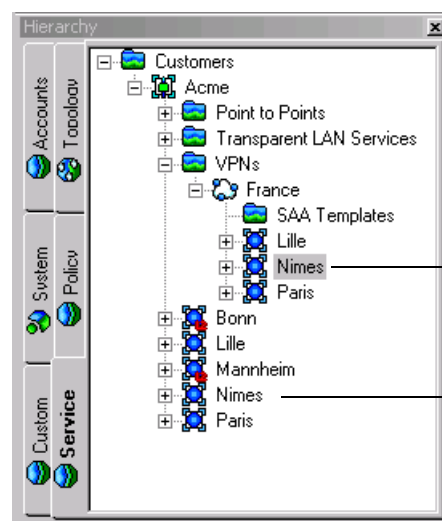 Hierarchy
Accounts
Topology
System
Policy
Custom
Service
Customers
Acme
Point to Points
Transparent LAN Services
VPNs
France
SAA Templates
Lille
Nimes
Paris
Bonn
Lille
Mannheim
Nimes
Paris